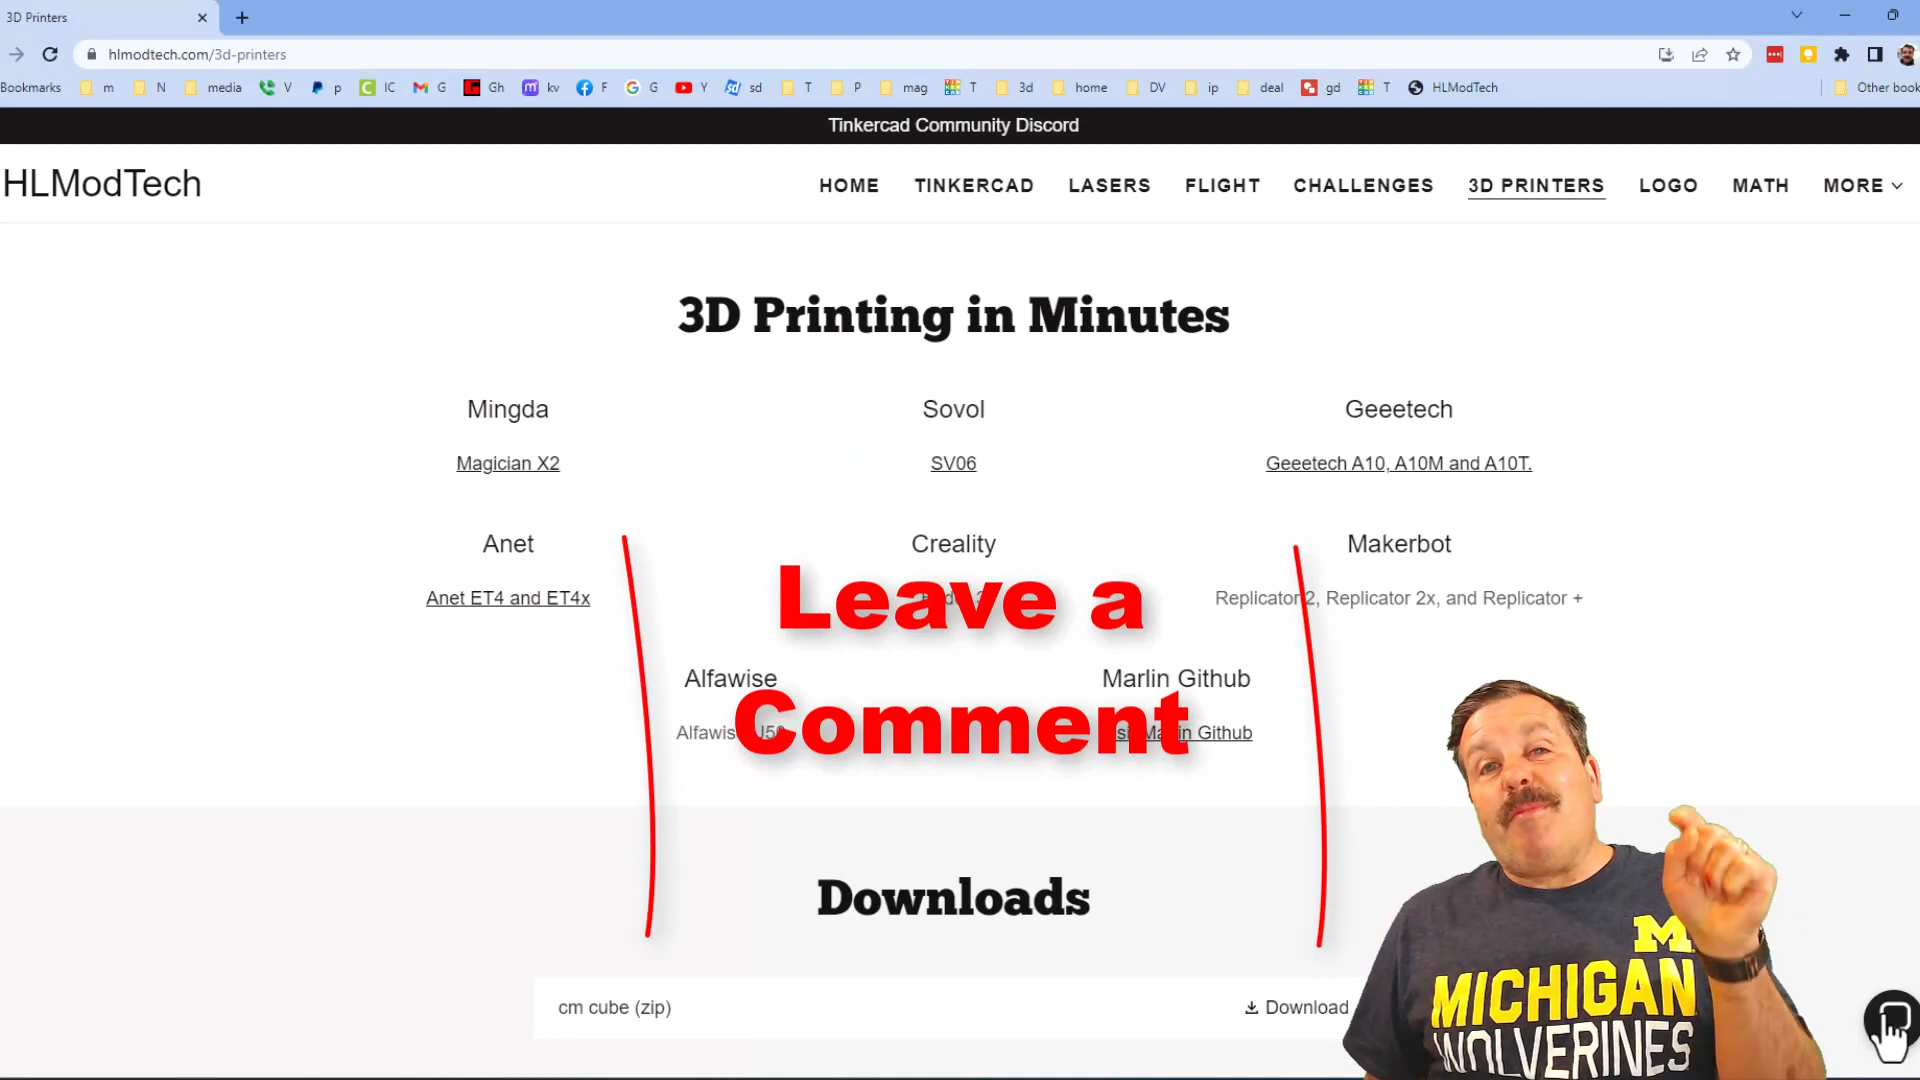 3D Printers
hlmodtech.com/3d-printers
Bookmarks m N media V p IC G Gh kv F G Y sd T P mag T 3d home DV ip deal gd T HLModTech Other book
Tinkercad Community Discord
HLModTech
HOME TINKERCAD LASERS FLIGHT CHALLENGES 3D PRINTERS LOGO MATH MORE
3D Printing in Minutes
Mingda Sovol Geeetech
Magician X2 SV06 Geeetech A10, A10M and A10T.
Anet Creality Makerbot
Anet ET4 and ET4x Replicator 2, Replicator 2x, and Replicator +
Leave a
Alfawise Marlin Github
Comment
Github
Downloads
cm cube (zip) Download
M
MICHIGAN
WOLVERINES